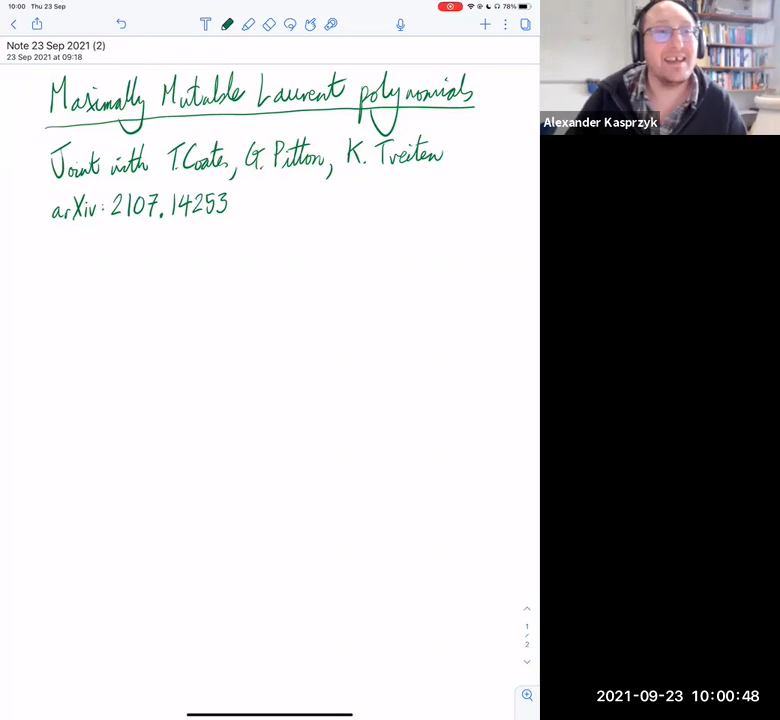 10:00 Thu 23 Sep
78%
Note 23 Sep 2021 (2)
23 Sep 2021 at 09:18
Maximally Mutable Laurent polynomials
Joint with T. Coates, G. Pitton, K. Tveiten
arXiv: 2107.14253
Alexander Kasprzyk
1
/
2
2021-09-23 10:00:48